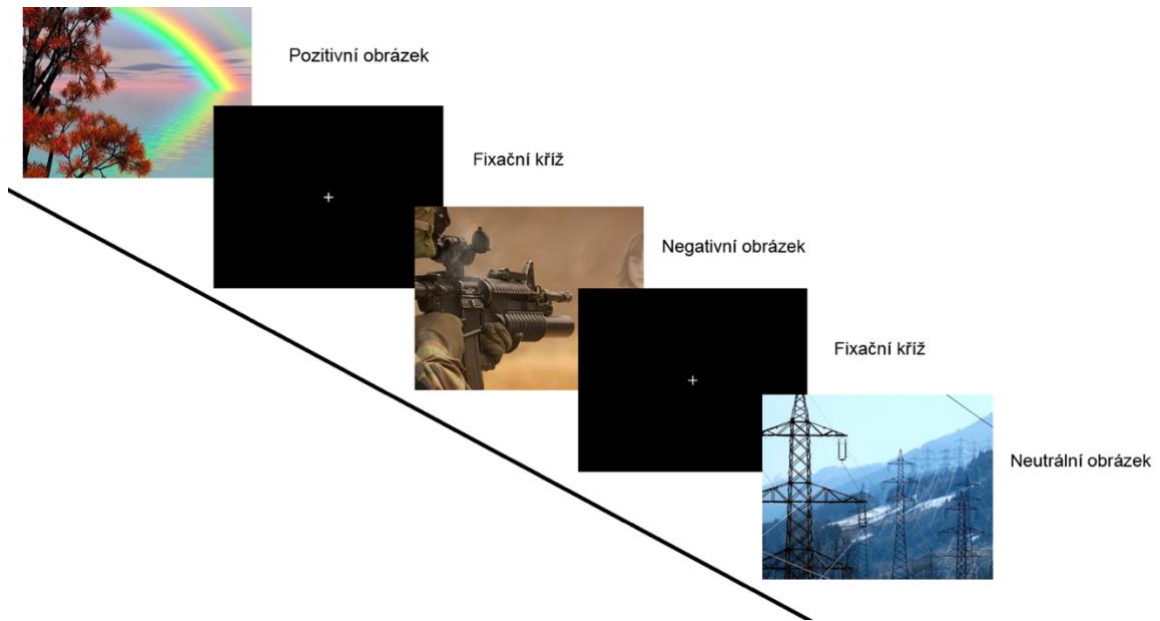 Pozitivní obrázek
Fixační kříž
Negativní obrázek
Fixační kříž
Neutrální obrázek